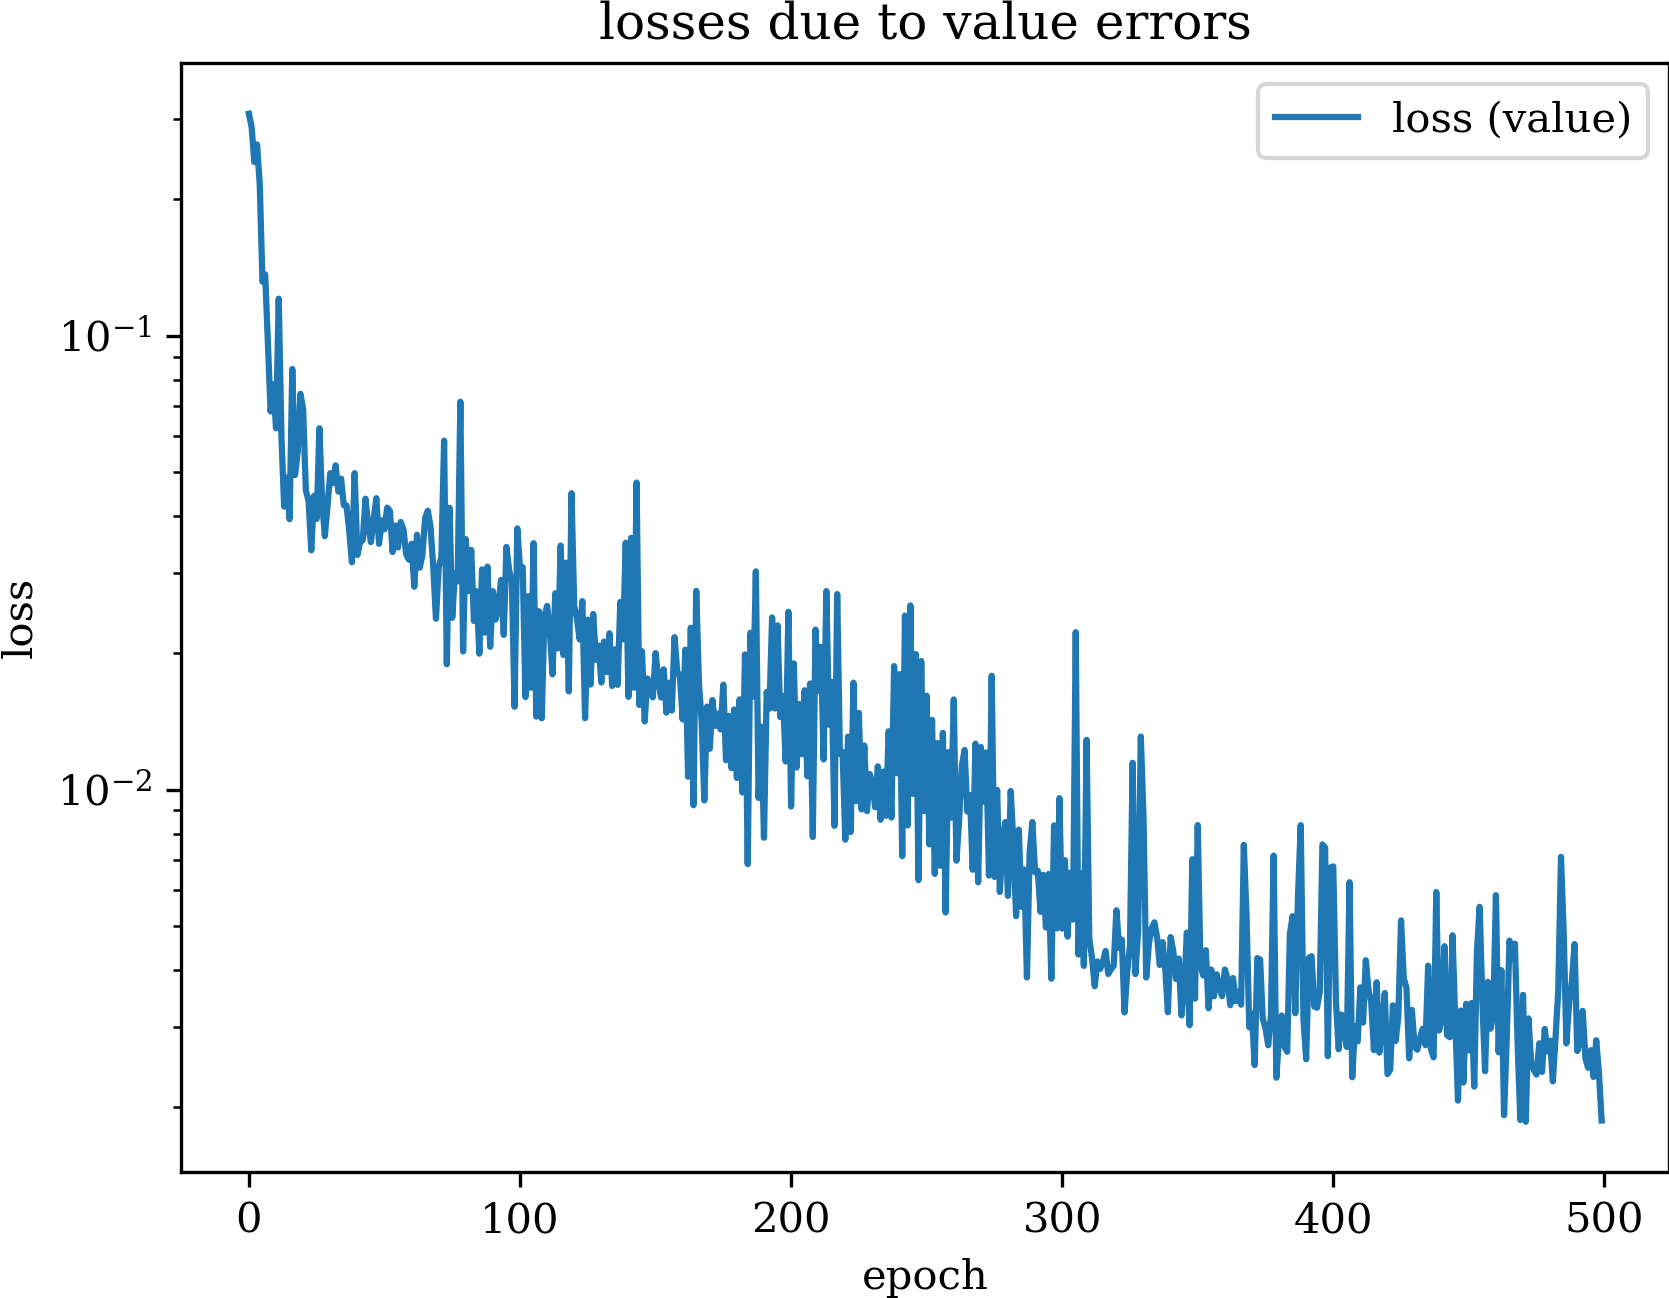 losses due to value errors
loss (value)
10⁻¹
10⁻²
loss
0 100 200 300 400 500
epoch